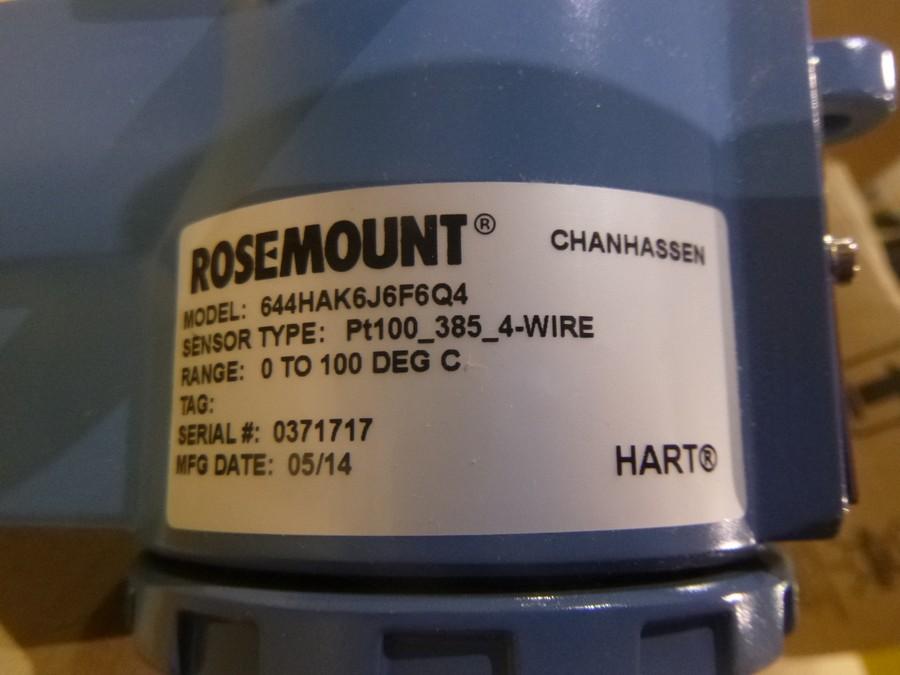 ROSEMOUNT® CHANHASSEN
MODEL: 644HAK6J6F6Q4
SENSOR TYPE: Pt100_385_4-WIRE
RANGE: 0 TO 100 DEG C
TAG:
SERIAL #: 0371717
MFG DATE: 05/14 HART®